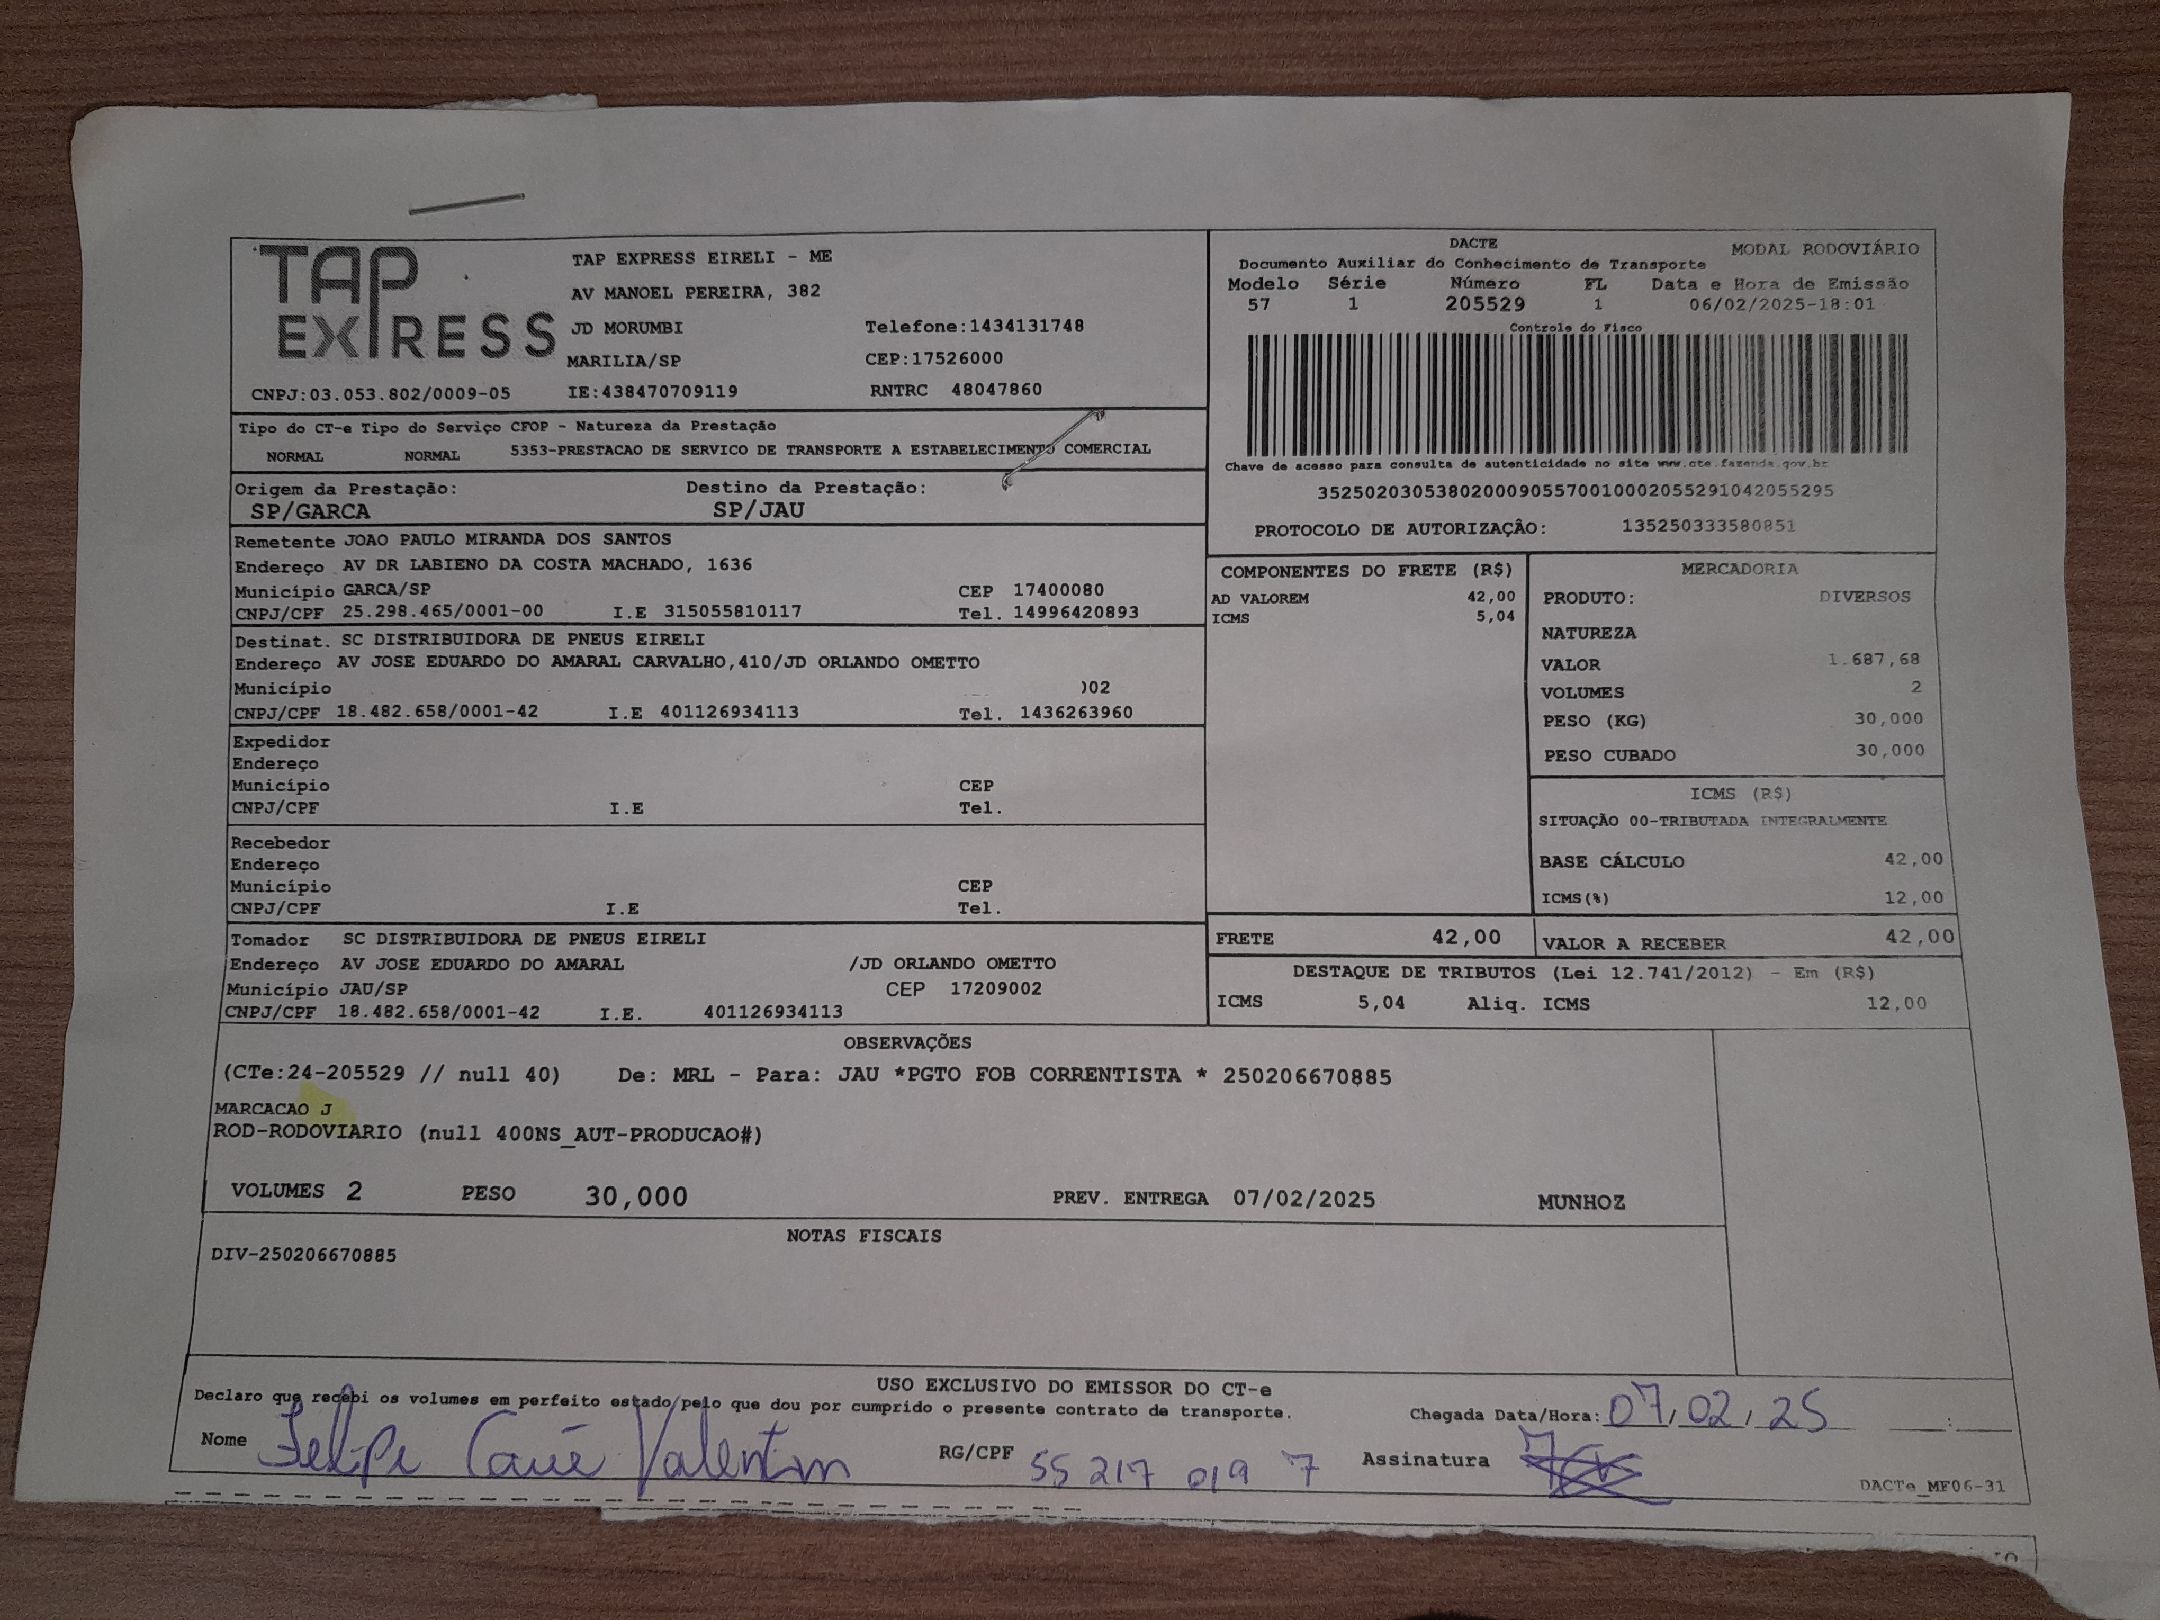 TAP EXPRESS
TAP EXPRESS EIRELI - ME
AV MANOEL PEREIRA, 382
JD MORUMBI Telefone:1434131748
MARILIA/SP CEP:17526000
CNPJ:03.053.802/0009-05 IE:438470709119 RNTRC 48047860
DACTE MODAL RODOVIÁRIO
Documento Auxiliar do Conhecimento de Transporte
Modelo Série Número FL Data e Hora de Emissão
57 1 205529 1 06/02/2025-18:01
Controle do Fisco
Chave de acesso para consulta de autenticidade no site www.cte.fazenda.gov.br
35250203053802000905570010002055291042055295
PROTOCOLO DE AUTORIZAÇÃO: 135250333580851
Tipo do CT-e Tipo do Serviço CFOP - Natureza da Prestação
NORMAL NORMAL 5353-PRESTACAO DE SERVICO DE TRANSPORTE A ESTABELECIMENTO COMERCIAL
Origem da Prestação: Destino da Prestação:
SP/GARCA SP/JAU
Remetente JOAO PAULO MIRANDA DOS SANTOS
Endereço AV DR LABIENO DA COSTA MACHADO, 1636
Município GARCA/SP CEP 17400080
CNPJ/CPF 25.298.465/0001-00 I.E 315055810117 Tel. 14996420893
Destinat. SC DISTRIBUIDORA DE PNEUS EIRELI
Endereço AV JOSE EDUARDO DO AMARAL CARVALHO,410/JD ORLANDO OMETTO
Município 02
CNPJ/CPF 18.482.658/0001-42 I.E 401126934113 Tel. 1436263960
Expedidor
Endereço
Município CEP
CNPJ/CPF I.E Tel.
Recebedor
Endereço
Município CEP
CNPJ/CPF I.E Tel.
Tomador SC DISTRIBUIDORA DE PNEUS EIRELI
Endereço AV JOSE EDUARDO DO AMARAL /JD ORLANDO OMETTO
Município JAU/SP CEP 17209002
CNPJ/CPF 18.482.658/0001-42 I.E. 401126934113
COMPONENTES DO FRETE (R$)
AD VALOREM 42,00
ICMS 5,04
MERCADORIA
PRODUTO: DIVERSOS
NATUREZA
VALOR 1.687,68
VOLUMES 2
PESO (KG) 30,000
PESO CUBADO 30,000
ICMS (R$)
SITUAÇÃO 00-TRIBUTADA INTEGRALMENTE
BASE CÁLCULO 42,00
ICMS(%) 12,00
FRETE 42,00 VALOR A RECEBER 42,00
DESTAQUE DE TRIBUTOS (Lei 12.741/2012) - Em (R$)
ICMS 5,04 Aliq. ICMS 12,00
OBSERVAÇÕES
(CTe:24-205529 // null 40) De: MRL - Para: JAU *PGTO FOB CORRENTISTA * 250206670885
MARCACAO J
ROD-RODOVIARIO (null 400NS_AUT-PRODUCAO#)
VOLUMES 2 PESO 30,000 PREV. ENTREGA 07/02/2025 MUNHOZ
NOTAS FISCAIS
DIV-250206670885
USO EXCLUSIVO DO EMISSOR DO CT-e
Declaro que recebi os volumes em perfeito estado pelo que dou por cumprido o presente contrato de transporte.
Chegada Data/Hora: 07/02/25 :
Nome Felipe Cauê Valentim RG/CPF 55 217 019 7 Assinatura
DACTe_MF06-31